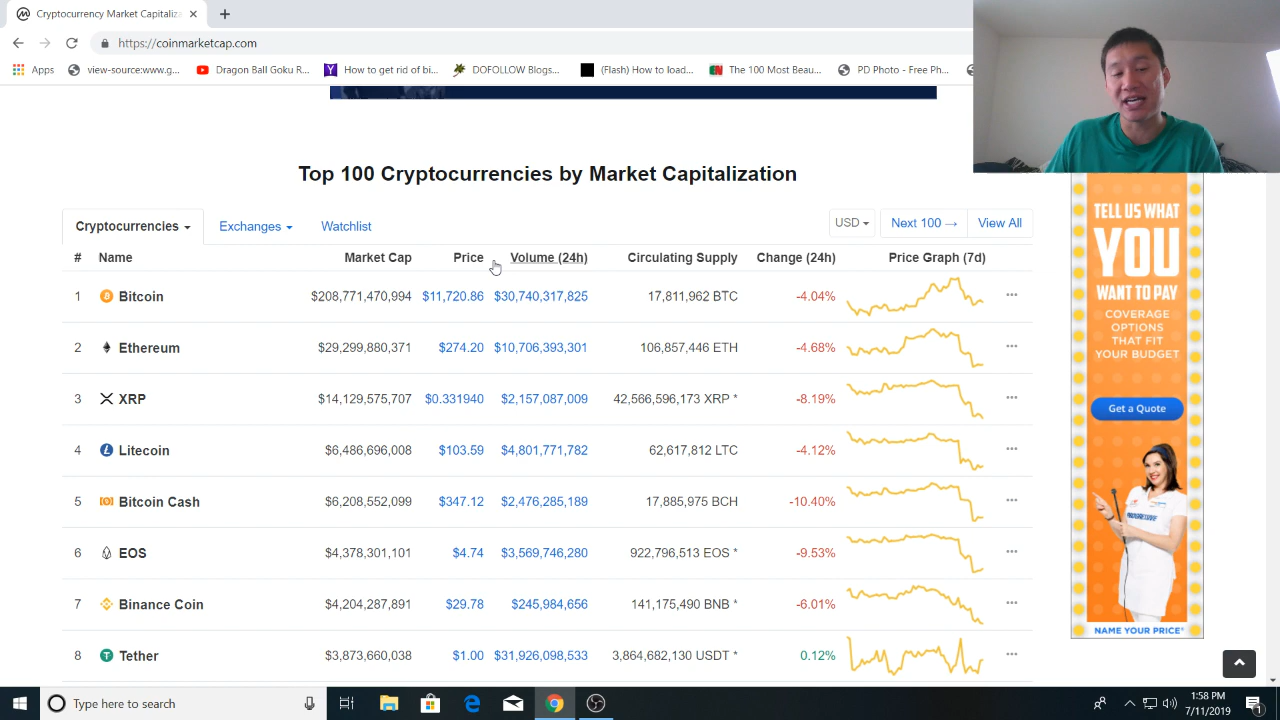 Cryptocurrency Market Capitaliz
https://coinmarketcap.com
Apps view-source:www.g... Dragon Ball Goku R... How to get rid of bi... DOFOLLOW Blogs... (Flash) How to load... The 100 Most Beau... PD Photo - Free Ph...
Top 100 Cryptocurrencies by Market Capitalization
Cryptocurrencies Exchanges Watchlist USD Next 100 → View All
# Name Market Cap Price Volume (24h) Circulating Supply Change (24h) Price Graph (7d)
1 Bitcoin $208,771,470,994 $11,720.86 $30,740,317,825 17,811,962 BTC -4.04%
2 Ethereum $29,299,880,371 $274.20 $10,706,393,301 106,857,446 ETH -4.68%
3 XRP $14,129,575,707 $0.331940 $2,157,087,009 42,566,596,173 XRP * -8.19%
4 Litecoin $6,486,696,008 $103.59 $4,801,771,782 62,617,812 LTC -4.12%
5 Bitcoin Cash $6,208,552,099 $347.12 $2,476,285,189 17,885,975 BCH -10.40%
6 EOS $4,378,301,101 $4.74 $3,569,746,280 922,796,513 EOS * -9.53%
7 Binance Coin $4,204,287,891 $29.78 $245,984,656 141,175,490 BNB * -6.01%
8 Tether $3,873,660,038 $1.00 $31,926,098,533 3,864,682,130 USDT * 0.12%
TELL US WHAT
YOU
WANT TO PAY
COVERAGE
OPTIONS
THAT FIT
YOUR BUDGET
Get a Quote
PROGRESSIVE
NAME YOUR PRICE®
Type here to search
1:58 PM
7/11/2019
1